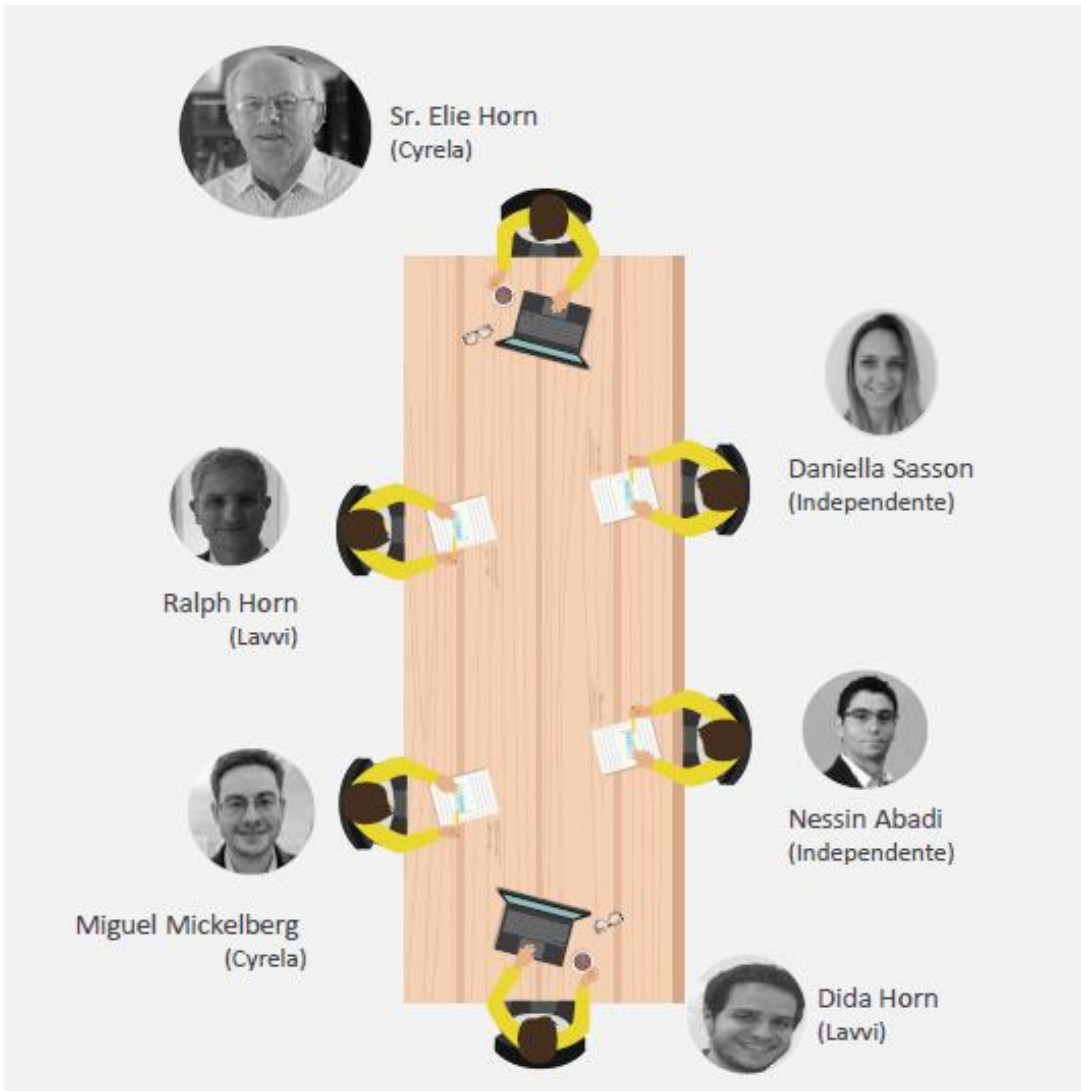 Sr. Elie Horn
(Cyrela)
Daniella Sasson
(Independente)
Ralph Horn
(Lavvi)
Nessin Abadi
(Independente)
Miguel Mickelberg
(Cyrela)
Dida Horn
(Lavvi)